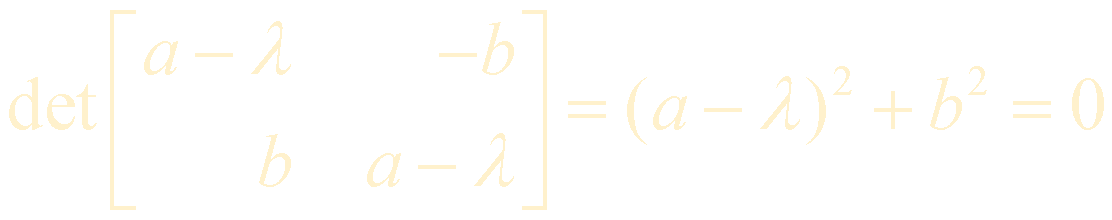 det[a − λ   −b
b   a − λ] = (a − λ)² + b² = 0